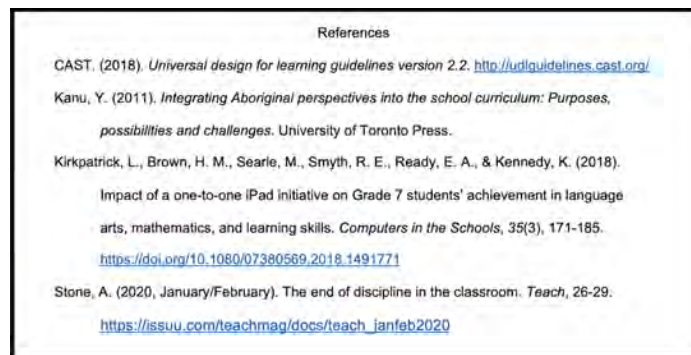 References
CAST. (2018). Universal design for learning guidelines version 2.2. http://udlguidelines.cast.org/
Kanu, Y. (2011). Integrating Aboriginal perspectives into the school curriculum: Purposes,
possibilities and challenges. University of Toronto Press.
Kirkpatrick, L., Brown, H. M., Searle, M., Smyth, R. E., Ready, E. A., & Kennedy, K. (2018).
Impact of a one-to-one iPad initiative on Grade 7 students' achievement in language
arts, mathematics, and learning skills. Computers in the Schools, 35(3), 171-185.
https://doi.org/10.1080/07380569.2018.1491771
Stone, A. (2020, January/February). The end of discipline in the classroom. Teach, 26-29.
https://issuu.com/teachmag/docs/teach_janfeb2020